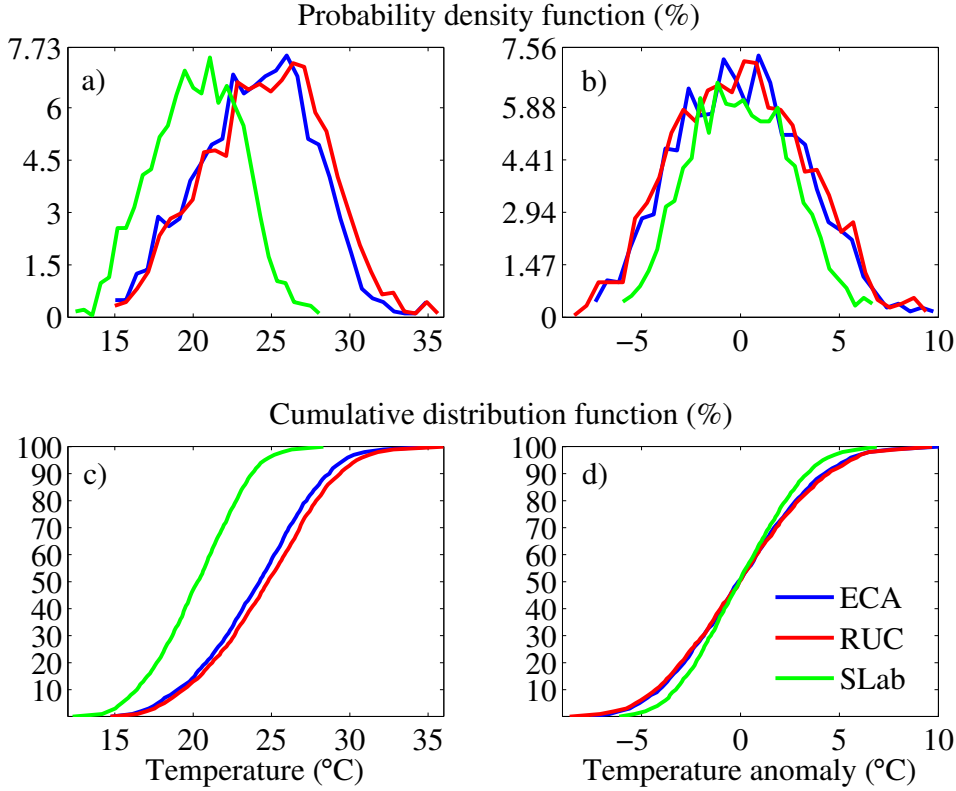 Probability density function (%)
7.73
6
4.5
3
1.5
0
a)
15 20 25 30 35
7.56
5.88
4.41
2.94
1.47
0
b)
−5 0 5 10
Cumulative distribution function (%)
100
90
80
70
60
50
40
30
20
10
c)
15 20 25 30 35
Temperature (°C)
100
90
80
70
60
50
40
30
20
10
d)
ECA
RUC
SLab
−5 0 5 10
Temperature anomaly (°C)